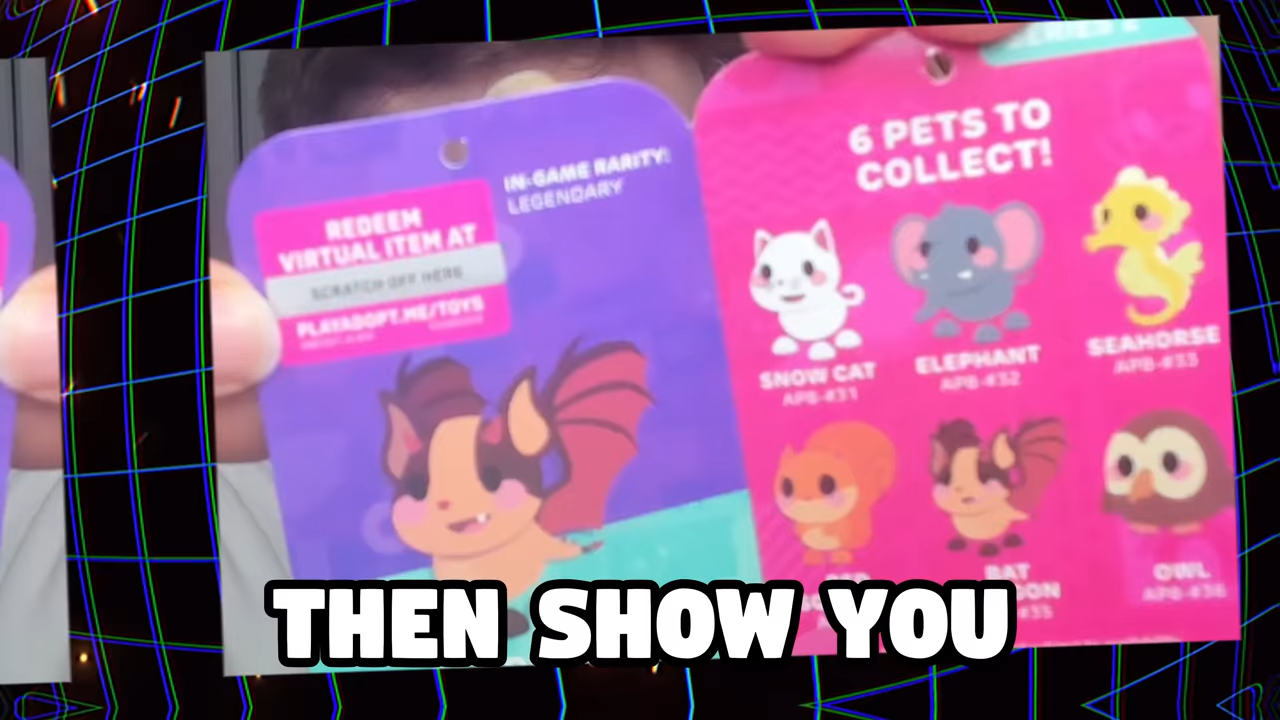 REDEEM
VIRTUAL ITEM AT
SCRATCH OFF HERE
PLAYADOPT.ME/TOYS
IN-GAME RARITY:
LEGENDARY
6 PETS TO
COLLECT!
SNOW CAT
APB-#31
ELEPHANT
APB-#32
SEAHORSE
APB-#33
BAT
OWL
APB-#36
THEN SHOW YOU